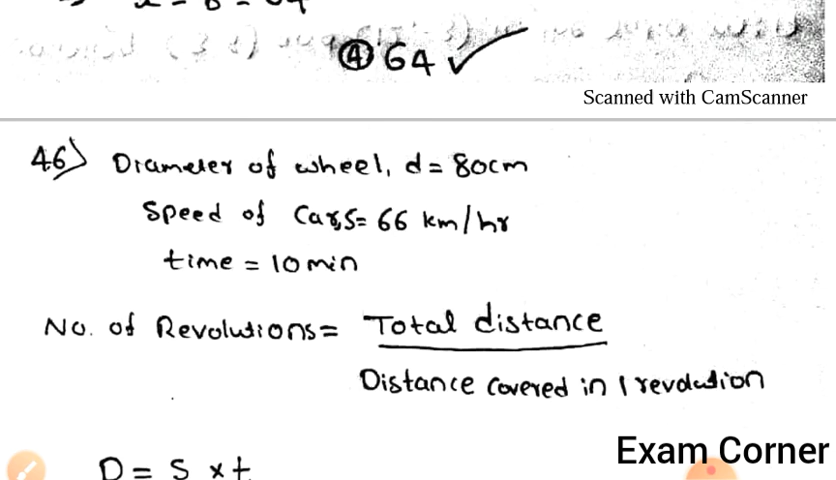 ④ 64 ✓
Scanned with CamScanner
46) Diameter of wheel, d = 80cm
Speed of Car, S = 66 km/hr
time = 10 min
No. of Revolutions = Total distance
Distance covered in 1 revolution
Exam Corner
D = S × t